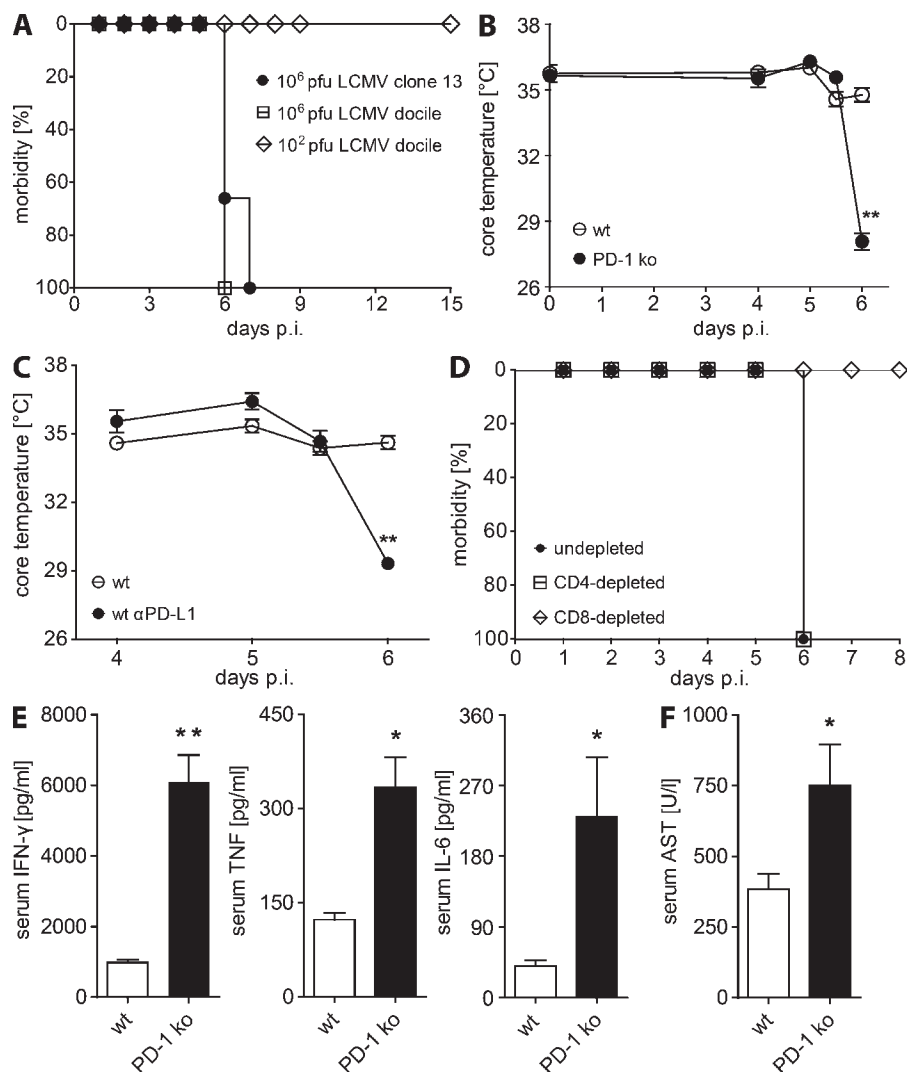 A
morbidity [%]
0
20
40
60
80
100
10⁶ pfu LCMV clone 13
10⁶ pfu LCMV docile
10² pfu LCMV docile
0 3 6 9 12 15
days p.i.
B
core temperature [°C]
38
35
32
29
26
wt
PD-1 ko
**
0 1 2 3 4 5 6
days p.i.
C
core temperature [°C]
38
35
32
29
26
wt
wt αPD-L1
**
4 5 6
days p.i.
D
morbidity [%]
0
20
40
60
80
100
undepleted
CD4-depleted
CD8-depleted
0 1 2 3 4 5 6 7 8
days p.i.
E
serum IFN-γ [pg/ml]
8000
6000
4000
2000
0
**
wt PD-1 ko
serum TNF [pg/ml]
450
300
150
0
*
wt PD-1 ko
serum IL-6 [pg/ml]
360
270
180
90
0
*
wt PD-1 ko
F
serum AST [U/l]
1000
750
500
250
0
*
wt PD-1 ko